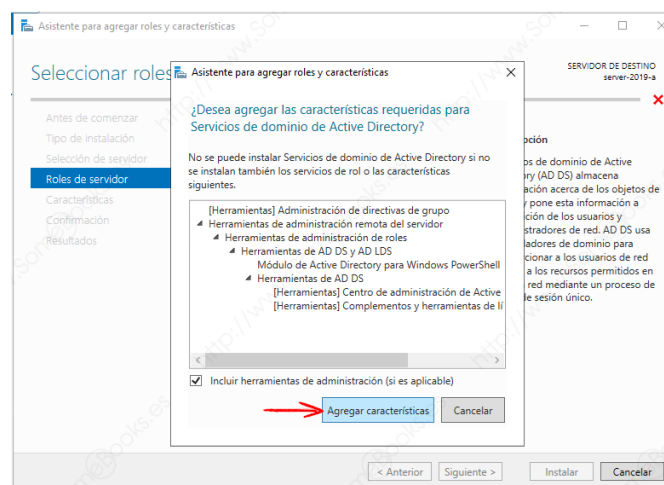 Asistente para agregar roles y características
Seleccionar roles
SERVIDOR DE DESTINO
server-2019-a
Antes de comenzar
Tipo de instalación
Selección de servidor
Roles de servidor
Características
Confirmación
Resultados
Asistente para agregar roles y características
¿Desea agregar las características requeridas para
Servicios de dominio de Active Directory?
No se puede instalar Servicios de dominio de Active Directory si no
se instalan también los servicios de rol o las características
siguientes.
[Herramientas] Administración de directivas de grupo
Herramientas de administración remota del servidor
Herramientas de administración de roles
Herramientas de AD DS y AD LDS
Módulo de Active Directory para Windows PowerShell
Herramientas de AD DS
[Herramientas] Centro de administración de Active
[Herramientas] Complementos y herramientas de lí
Incluir herramientas de administración (si es aplicable)
Agregar características
Cancelar
pción
os de dominio de Active
ry (AD DS) almacena
ación acerca de los objetos de
y pone esta información a
ción de los usuarios y
stradores de red. AD DS usa
ladores de dominio para
cionar a los usuarios de red
a los recursos permitidos en
red mediante un proceso de
de sesión único.
< Anterior
Siguiente >
Instalar
Cancelar